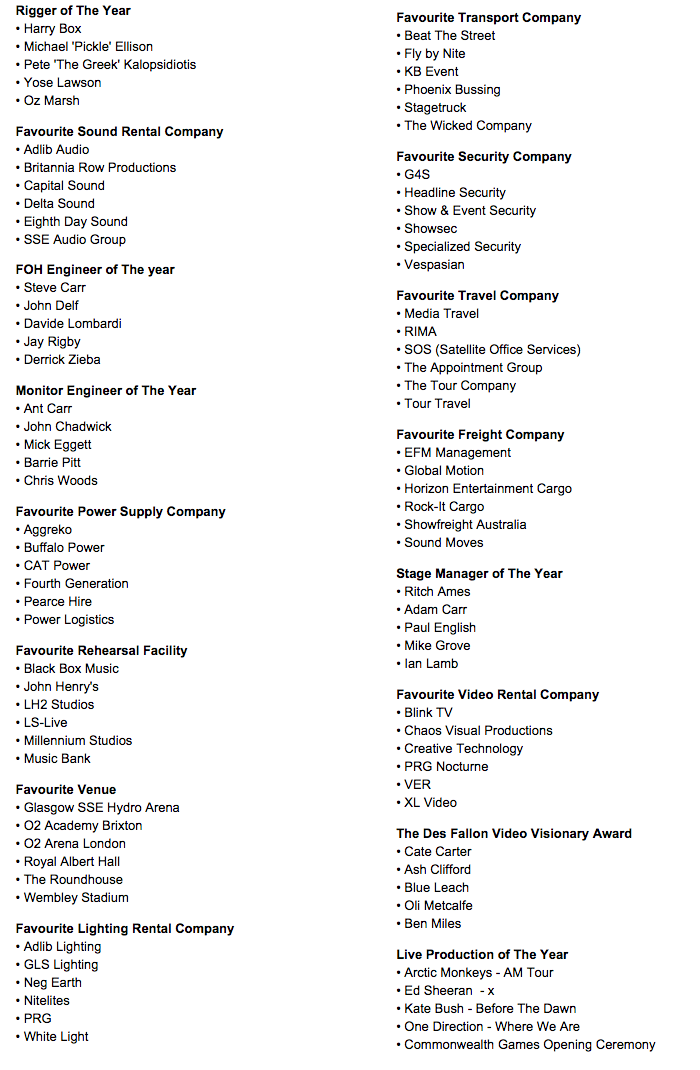 Rigger of The Year
• Harry Box
• Michael 'Pickle' Ellison
• Pete 'The Greek' Kalopsidiotis
• Yose Lawson
• Oz Marsh
Favourite Sound Rental Company
• Adlib Audio
• Britannia Row Productions
• Capital Sound
• Delta Sound
• Eighth Day Sound
• SSE Audio Group
FOH Engineer of The year
• Steve Carr
• John Delf
• Davide Lombardi
• Jay Rigby
• Derrick Zieba
Monitor Engineer of The Year
• Ant Carr
• John Chadwick
• Mick Eggett
• Barrie Pitt
• Chris Woods
Favourite Power Supply Company
• Aggreko
• Buffalo Power
• CAT Power
• Fourth Generation
• Pearce Hire
• Power Logistics
Favourite Rehearsal Facility
• Black Box Music
• John Henry's
• LH2 Studios
• LS-Live
• Millennium Studios
• Music Bank
Favourite Venue
• Glasgow SSE Hydro Arena
• O2 Academy Brixton
• O2 Arena London
• Royal Albert Hall
• The Roundhouse
• Wembley Stadium
Favourite Lighting Rental Company
• Adlib Lighting
• GLS Lighting
• Neg Earth
• Nitelites
• PRG
• White Light
Favourite Transport Company
• Beat The Street
• Fly by Nite
• KB Event
• Phoenix Bussing
• Stagetruck
• The Wicked Company
Favourite Security Company
• G4S
• Headline Security
• Show & Event Security
• Showsec
• Specialized Security
• Vespasian
Favourite Travel Company
• Media Travel
• RIMA
• SOS (Satellite Office Services)
• The Appointment Group
• The Tour Company
• Tour Travel
Favourite Freight Company
• EFM Management
• Global Motion
• Horizon Entertainment Cargo
• Rock-It Cargo
• Showfreight Australia
• Sound Moves
Stage Manager of The Year
• Ritch Ames
• Adam Carr
• Paul English
• Mike Grove
• Ian Lamb
Favourite Video Rental Company
• Blink TV
• Chaos Visual Productions
• Creative Technology
• PRG Nocturne
• VER
• XL Video
The Des Fallon Video Visionary Award
• Cate Carter
• Ash Clifford
• Blue Leach
• Oli Metcalfe
• Ben Miles
Live Production of The Year
• Arctic Monkeys - AM Tour
• Ed Sheeran  - x
• Kate Bush - Before The Dawn
• One Direction - Where We Are
• Commonwealth Games Opening Ceremony